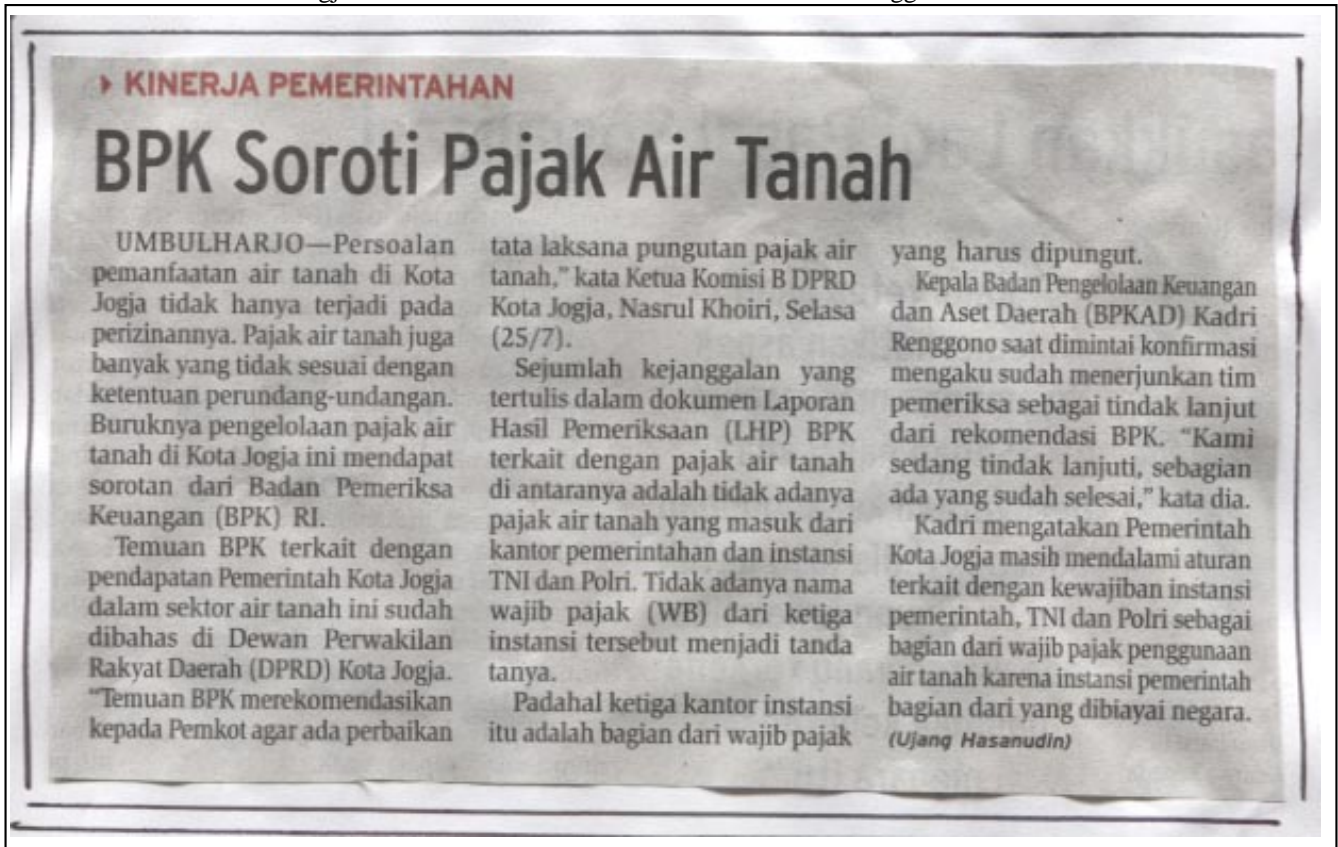 KINERJA PEMERINTAHAN
BPK Soroti Pajak Air Tanah
UMBULHARJO—Persoalan
pemanfaatan air tanah di Kota
Jogja tidak hanya terjadi pada
perizinannya. Pajak air tanah juga
banyak yang tidak sesuai dengan
ketentuan perundang-undangan.
Buruknya pengelolaan pajak air
tanah di Kota Jogja ini mendapat
sorotan dari Badan Pemeriksa
Keuangan (BPK) RI.
Temuan BPK terkait dengan
pendapatan Pemerintah Kota Jogja
dalam sektor air tanah ini sudah
dibahas di Dewan Perwakilan
Rakyat Daerah (DPRD) Kota Jogja.
"Temuan BPK merekomendasikan
kepada Pemkot agar ada perbaikan
tata laksana pungutan pajak air
tanah," kata Ketua Komisi B DPRD
Kota Jogja, Nasrul Khoiri, Selasa
(25/7).
Sejumlah kejanggalan yang
tertulis dalam dokumen Laporan
Hasil Pemeriksaan (LHP) BPK
terkait dengan pajak air tanah
di antaranya adalah tidak adanya
pajak air tanah yang masuk dari
kantor pemerintahan dan instansi
TNI dan Polri. Tidak adanya nama
wajib pajak (WB) dari ketiga
instansi tersebut menjadi tanda
tanya.
Padahal ketiga kantor instansi
itu adalah bagian dari wajib pajak
yang harus dipungut.
Kepala Badan Pengelolaan Keuangan
dan Aset Daerah (BPKAD) Kadri
Renggono saat dimintai konfirmasi
mengaku sudah menerjunkan tim
pemeriksa sebagai tindak lanjut
dari rekomendasi BPK. "Kami
sedang tindak lanjuti, sebagian
ada yang sudah selesai," kata dia.
Kadri mengatakan Pemerintah
Kota Jogja masih mendalami aturan
terkait dengan kewajiban instansi
pemerintah, TNI dan Polri sebagai
bagian dari wajib pajak penggunaan
air tanah karena instansi pemerintah
bagian dari yang dibiayai negara.
(Ujang Hasanudin)